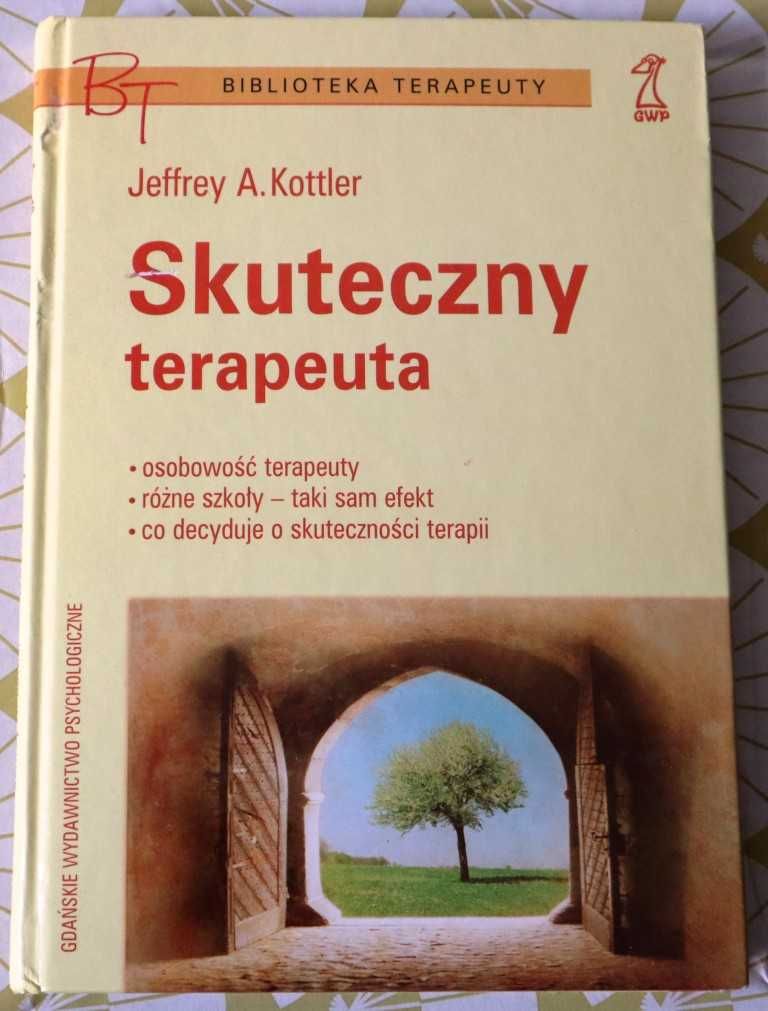 BT
BIBLIOTEKA TERAPEUTY
GWP
Jeffrey A. Kottler
Skuteczny
terapeuta
• osobowość terapeuty
• różne szkoły – taki sam efekt
• co decyduje o skuteczności terapii
GDAŃSKIE WYDAWNICTWO PSYCHOLOGICZNE